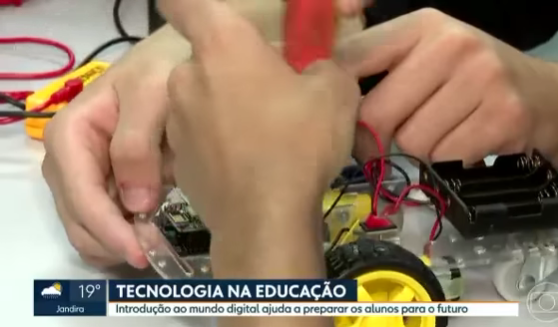 19°
Jandira
TECNOLOGIA NA EDUCAÇÃO
Introdução ao mundo digital ajuda a preparar os alunos para o futuro